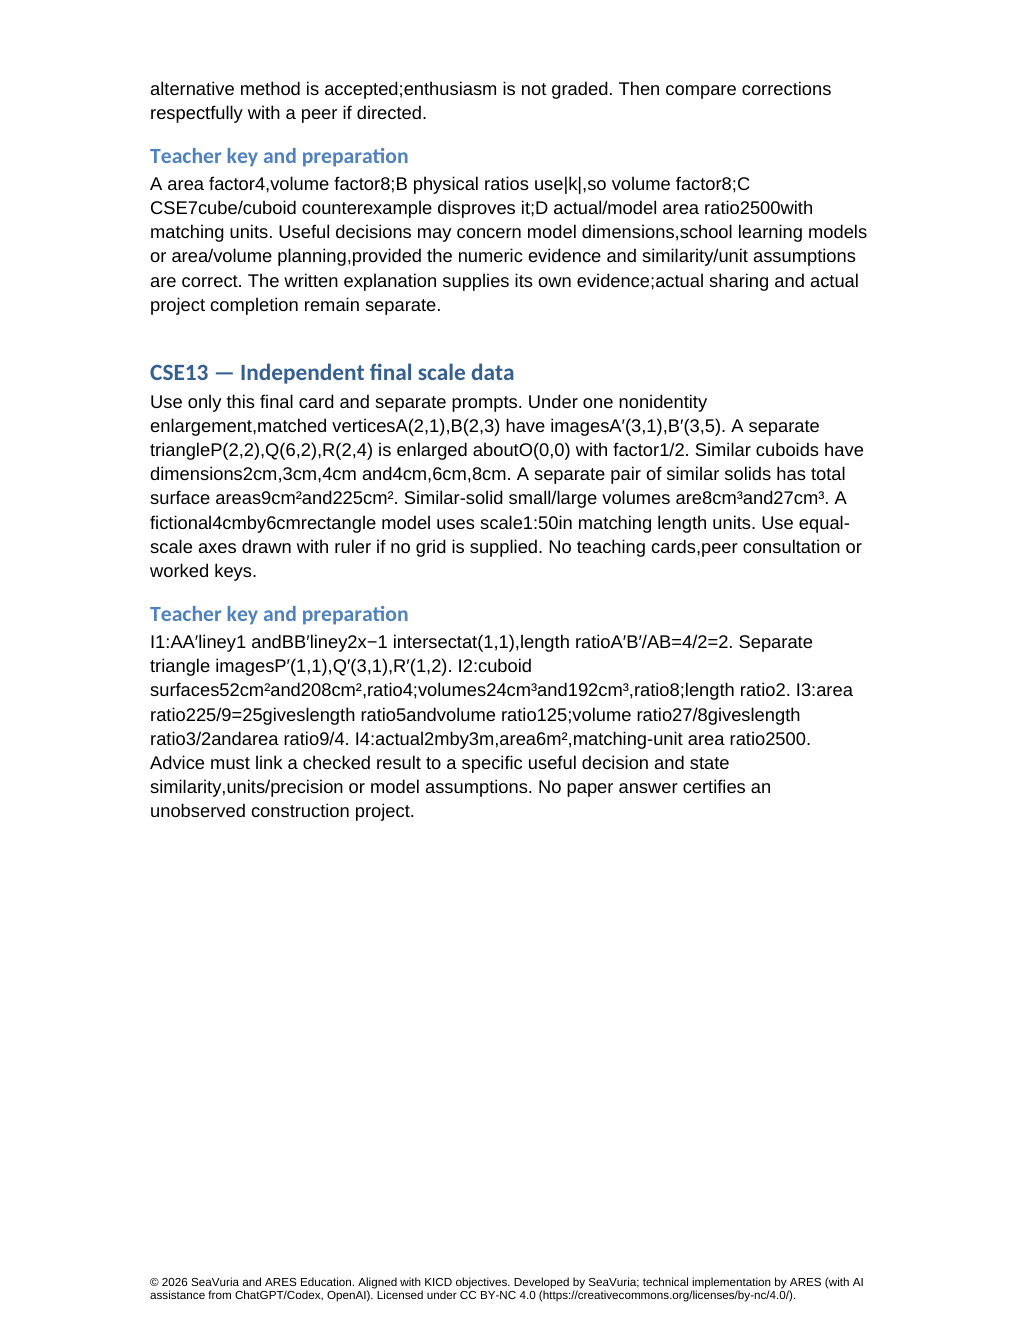 alternative method is accepted;enthusiasm is not graded. Then compare corrections
respectfully with a peer if directed.
Teacher key and preparation
A area factor4,volume factor8;B physical ratios use|k|,so volume factor8;C
CSE7cube/cuboid counterexample disproves it;D actual/model area ratio2500with
matching units. Useful decisions may concern model dimensions,school learning models
or area/volume planning,provided the numeric evidence and similarity/unit assumptions
are correct. The written explanation supplies its own evidence;actual sharing and actual
project completion remain separate.
CSE13 — Independent final scale data
Use only this final card and separate prompts. Under one nonidentity
enlargement,matched verticesA(2,1),B(2,3) have imagesA′(3,1),B′(3,5). A separate
triangleP(2,2),Q(6,2),R(2,4) is enlarged aboutO(0,0) with factor1/2. Similar cuboids have
dimensions2cm,3cm,4cm and4cm,6cm,8cm. A separate pair of similar solids has total
surface areas9cm²and225cm². Similar-solid small/large volumes are8cm³and27cm³. A
fictional4cmby6cmrectangle model uses scale1:50in matching length units. Use equal-
scale axes drawn with ruler if no grid is supplied. No teaching cards,peer consultation or
worked keys.
Teacher key and preparation
I1:AA′liney1 andBB′liney2x−1 intersectat(1,1),length ratioA′B′/AB=4/2=2. Separate
triangle imagesP′(1,1),Q′(3,1),R′(1,2). I2:cuboid
surfaces52cm²and208cm²,ratio4;volumes24cm³and192cm³,ratio8;length ratio2. I3:area
ratio225/9=25giveslength ratio5andvolume ratio125;volume ratio27/8giveslength
ratio3/2andarea ratio9/4. I4:actual2mby3m,area6m²,matching-unit area ratio2500.
Advice must link a checked result to a specific useful decision and state
similarity,units/precision or model assumptions. No paper answer certifies an
unobserved construction project.
© 2026 SeaVuria and ARES Education. Aligned with KICD objectives. Developed by SeaVuria; technical implementation by ARES (with AI
assistance from ChatGPT/Codex, OpenAI). Licensed under CC BY-NC 4.0 (https://creativecommons.org/licenses/by-nc/4.0/).